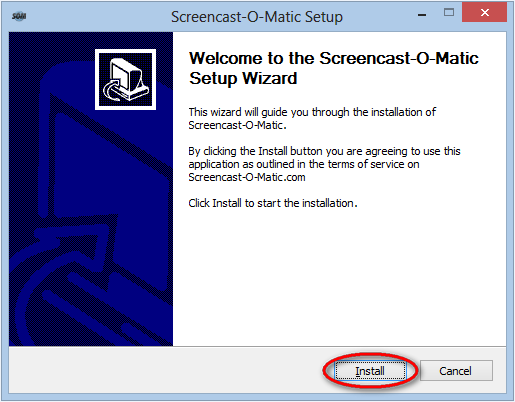 Screencast-O-Matic Setup
Welcome to the Screencast-O-Matic
Setup Wizard
This wizard will guide you through the installation of
Screencast-O-Matic.
By clicking the Install button you are agreeing to use this
application as outlined in the terms of service on
Screencast-O-Matic.com
Click Install to start the installation.
Install
Cancel